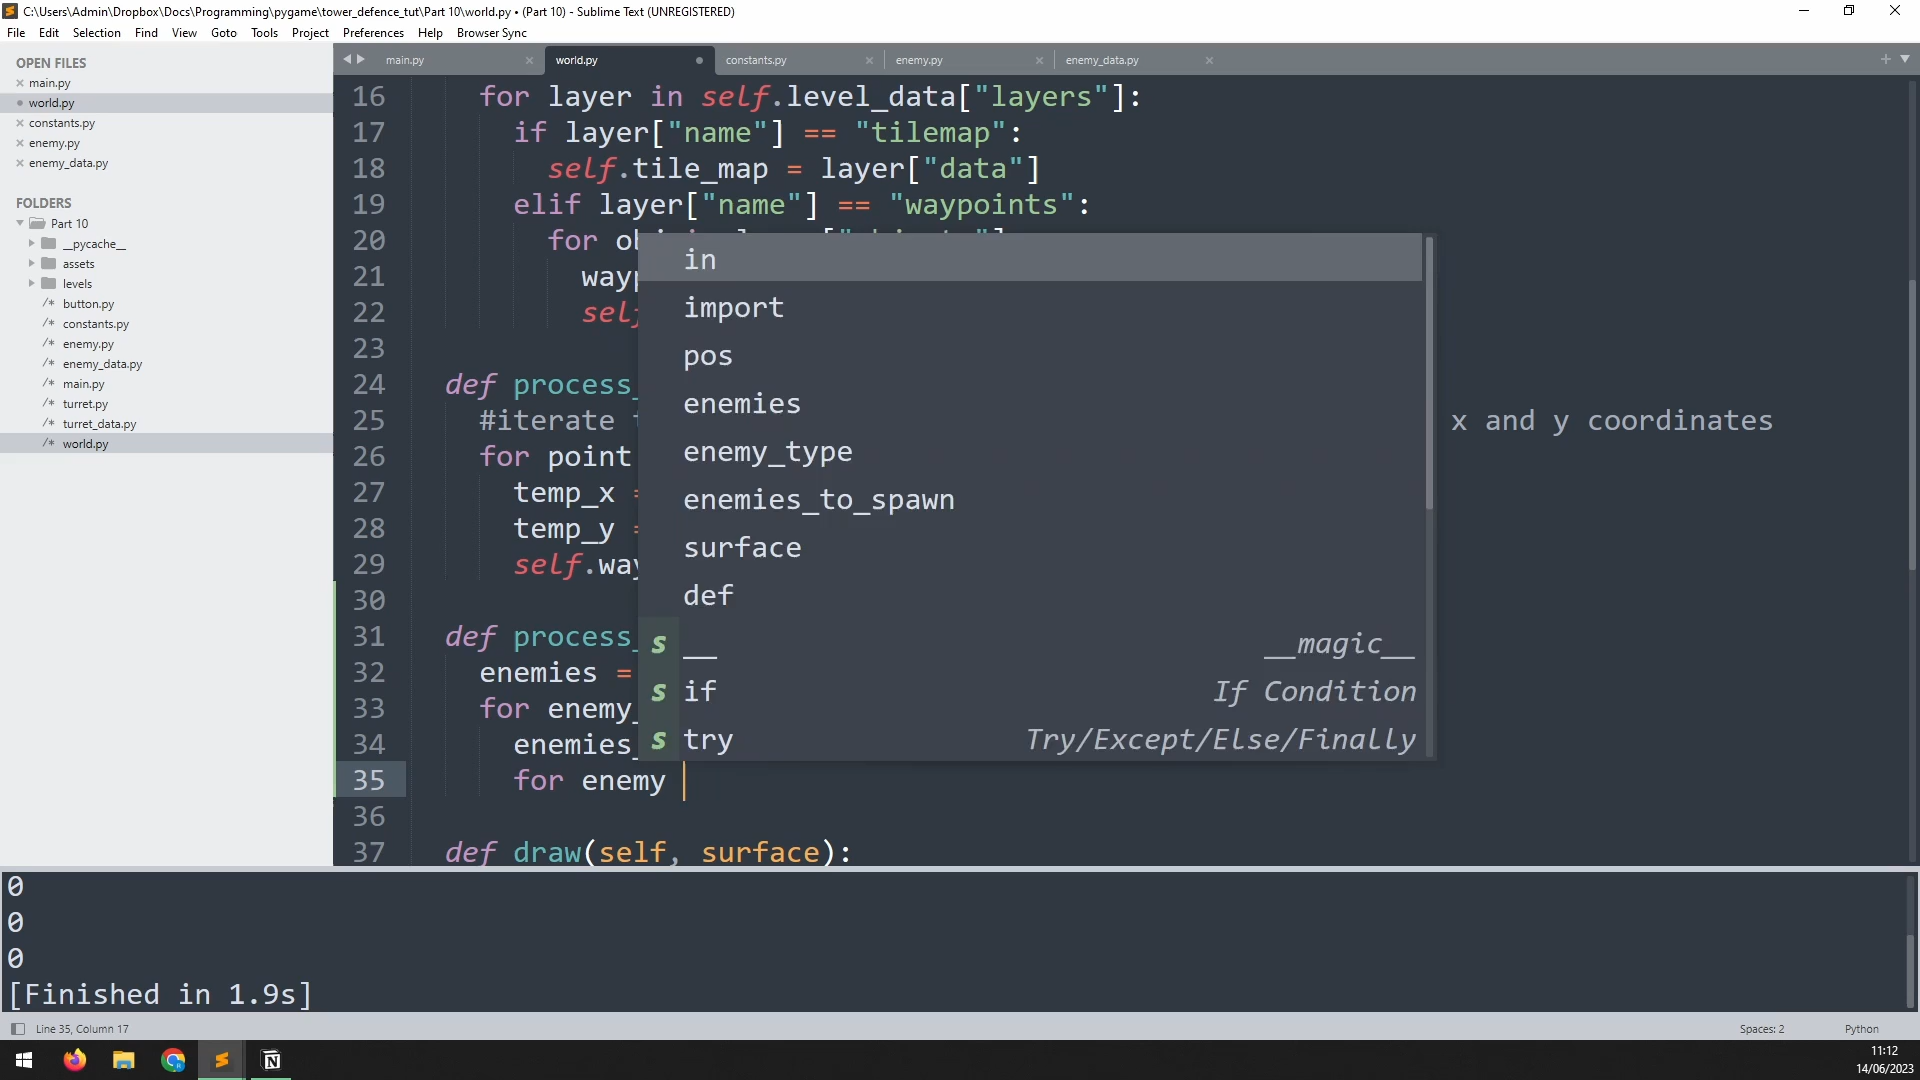 C:\Users\Admin\Dropbox\Docs\Programming\pygame\tower_defence_tut\Part 10\world.py • (Part 10) - Sublime Text (UNREGISTERED)
File Edit Selection Find View Goto Tools Project Preferences Help Browser Sync
OPEN FILES
main.py
world.py
constants.py
enemy.py
enemy_data.py
FOLDERS
Part 10
__pycache__
assets
levels
/* button.py
/* constants.py
/* enemy.py
/* enemy_data.py
/* main.py
/* turret.py
/* turret_data.py
/* world.py
main.py world.py constants.py enemy.py enemy_data.py
16 for layer in self.level_data["layers"]:
17 if layer["name"] == "tilemap":
18 self.tile_map = layer["data"]
19 elif layer["name"] == "waypoints":
20 for ob
21 wayp
22 self
23
24 def process_
25 #iterate x and y coordinates
26 for point
27 temp_x =
28 temp_y =
29 self.way
30
31 def process_
32 enemies =
33 for enemy_
34 enemies_
35 for enemy
36
37 def draw(self, surface):
in
import
pos
enemies
enemy_type
enemies_to_spawn
surface
def
s __ __magic__
s if If Condition
s try Try/Except/Else/Finally
0
0
0
[Finished in 1.9s]
Line 35, Column 17 Spaces: 2 Python
11:12
14/06/2023